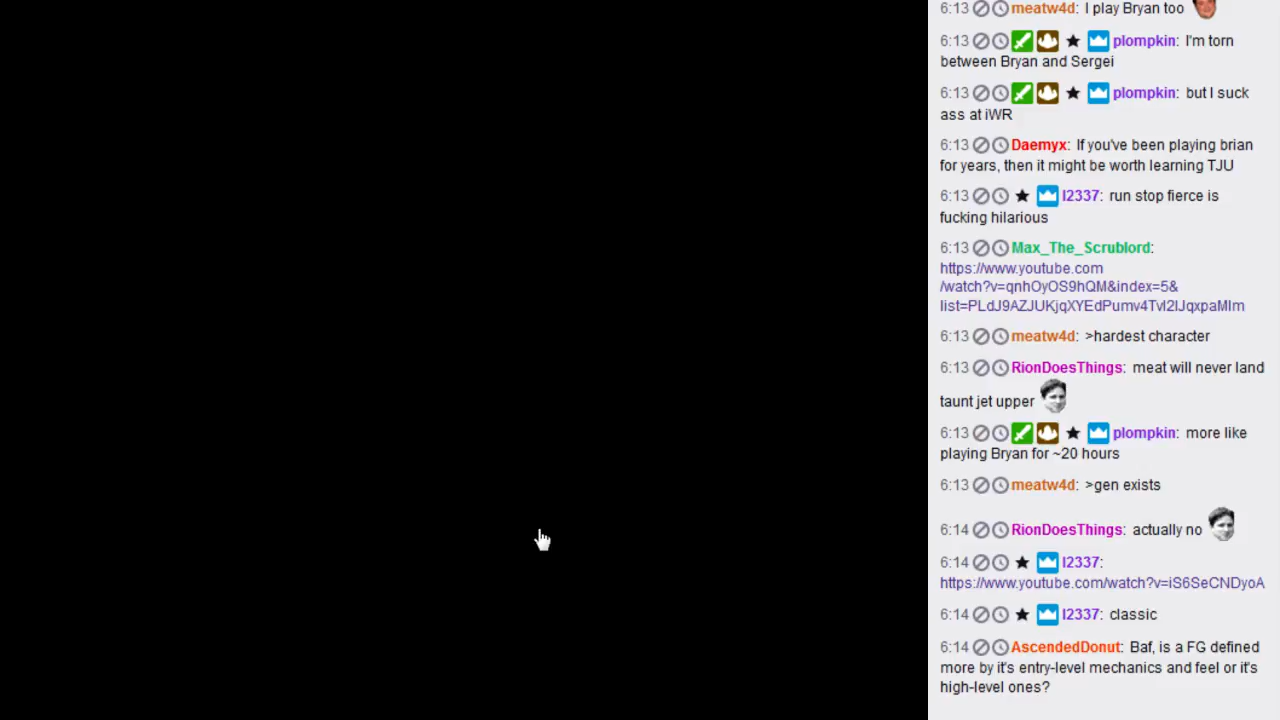 6:13 meatw4d: I play Bryan too
6:13 plompkin: I'm torn
between Bryan and Sergei
6:13 plompkin: but I suck
ass at iWR
6:13 Daemyx: If you've been playing brian
for years, then it might be worth learning TJU
6:13 l2337: run stop fierce is
fucking hilarious
6:13 Max_The_Scrublord:
https://www.youtube.com
/watch?v=qnhOyOS9hQM&index=5&
list=PLdJ9AZJUKjqXYEdPumv4TvI2IJqxpaMIm
6:13 meatw4d: >hardest character
6:13 RionDoesThings: meat will never land
taunt jet upper
6:13 plompkin: more like
playing Bryan for ~20 hours
6:13 meatw4d: >gen exists
6:14 RionDoesThings: actually no
6:14 l2337:
https://www.youtube.com/watch?v=iS6SeCNDyoA
6:14 l2337: classic
6:14 AscendedDonut: Baf, is a FG defined
more by it's entry-level mechanics and feel or it's
high-level ones?